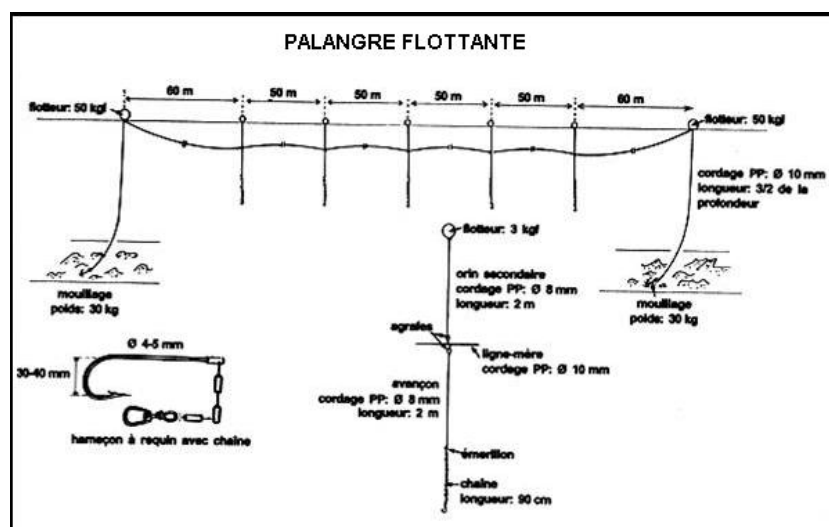 PALANGRE FLOTTANTE
60 m 50 m 50 m 50 m 50 m 60 m
flotteur: 50 kgf
flotteur: 50 kgf
cordage PP: Ø 10 mm
longueur: 3/2 de la
profondeur
flotteur: 3 kgf
mouillage
poids: 30 kg
orin secondaire
cordage PP: Ø 8 mm
longueur: 2 m
mouillage
poids: 30 kg
agrafes
ligne-mère
cordage PP: Ø 10 mm
Ø 4-5 mm
30-40 mm
avançon
cordage PP: Ø 8 mm
longueur: 2 m
hameçon à requin avec chaîne
émerillon
chaîne
longueur: 90 cm